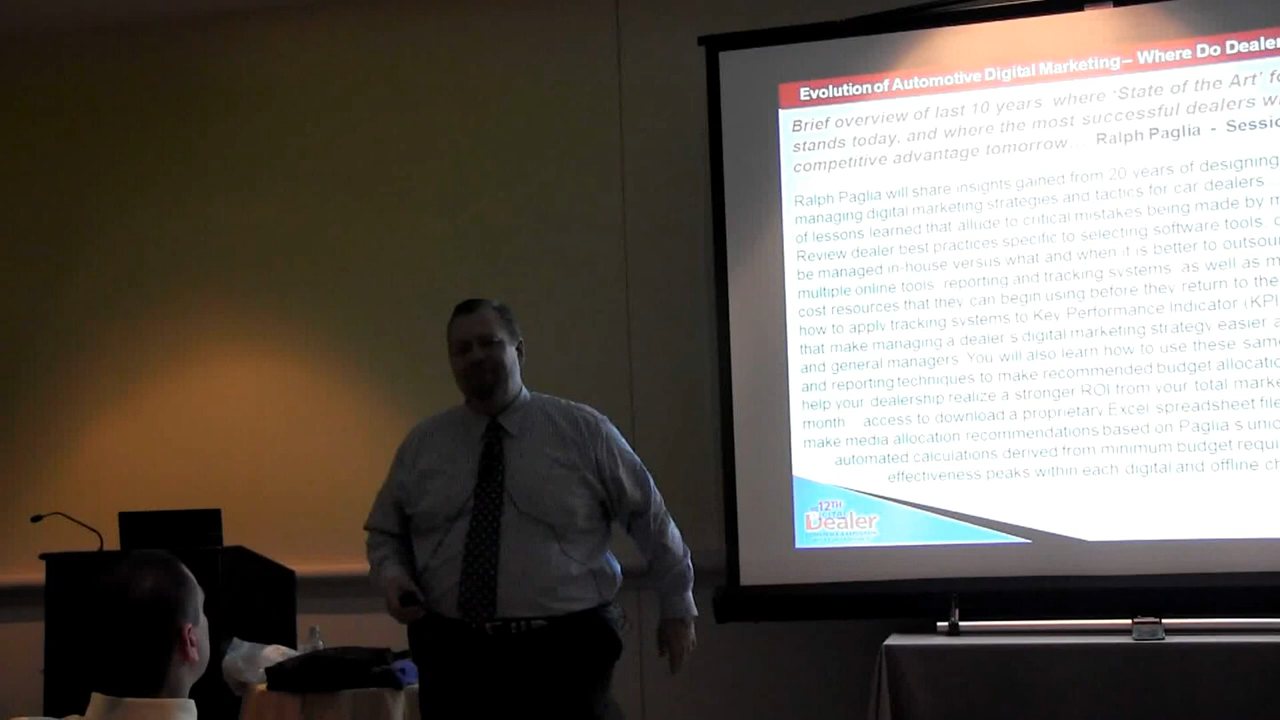 Evolution of Automotive Digital Marketing – Where Do Dealer
Brief overview of last 10 years where 'State of the Art' fo
stands today, and where the most successful dealers w
competitive advantage tomorrow... Ralph Paglia - Sessio
Ralph Paglia will share insights gained from 20 years of designing
managing digital marketing strategies and tactics for car dealers
of lessons learned that allude to critical mistakes being made by m
Review dealer best practices specific to selecting software tools
be managed in-house versus what and when it is better to outsou
multiple online tools reporting and tracking systems as well as m
cost resources that they can begin using before they return to the
how to apply tracking systems to Key Performance Indicator (KPI
that make managing a dealer s digital marketing strategy easier a
and general managers You will also learn how to use these sam
and reporting techniques to make recommended budget allocatio
help your dealership realize a stronger ROI from your total marke
month access to download a proprietary Excel spreadsheet file
make media allocation recommendations based on Paglia s uniq
automated calculations derived from minimum budget requ
effectiveness peaks within each digital and offline ch
12TH
Dealer